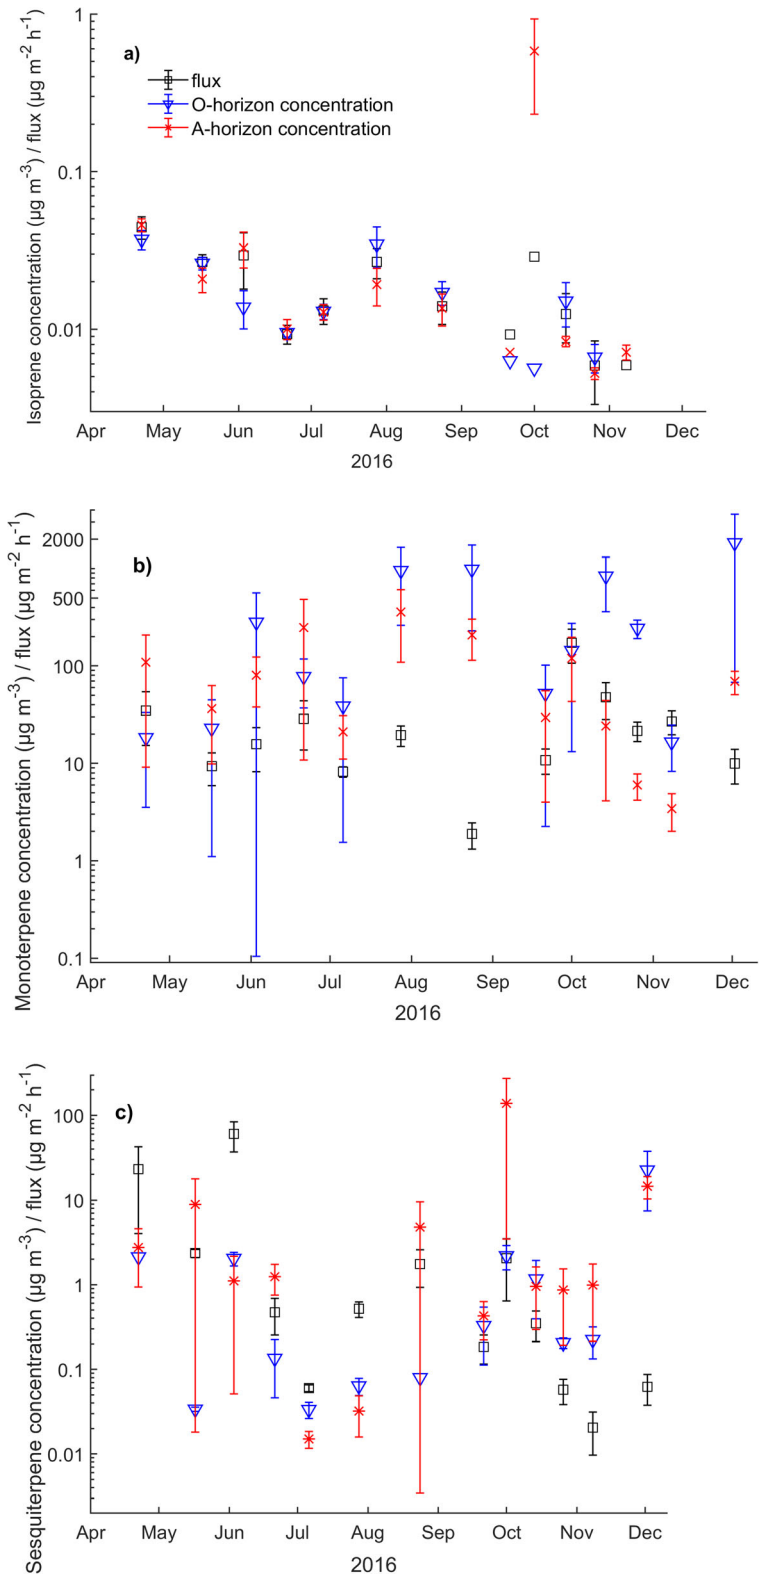 Isoprene concentration (µg m⁻³) / flux (µg m⁻² h⁻¹)
1
0.1
0.01
a)
flux
O-horizon concentration
A-horizon concentration
Apr May Jun Jul Aug Sep Oct Nov Dec
2016
Monoterpene concentration (µg m⁻³) / flux (µg m⁻² h⁻¹)
2000
500
100
10
1
0.1
b)
Apr May Jun Jul Aug Sep Oct Nov Dec
2016
Sesquiterpene concentration (µg m⁻³) / flux (µg m⁻² h⁻¹)
100
10
1
0.1
0.01
c)
Apr May Jun Jul Aug Sep Oct Nov Dec
2016